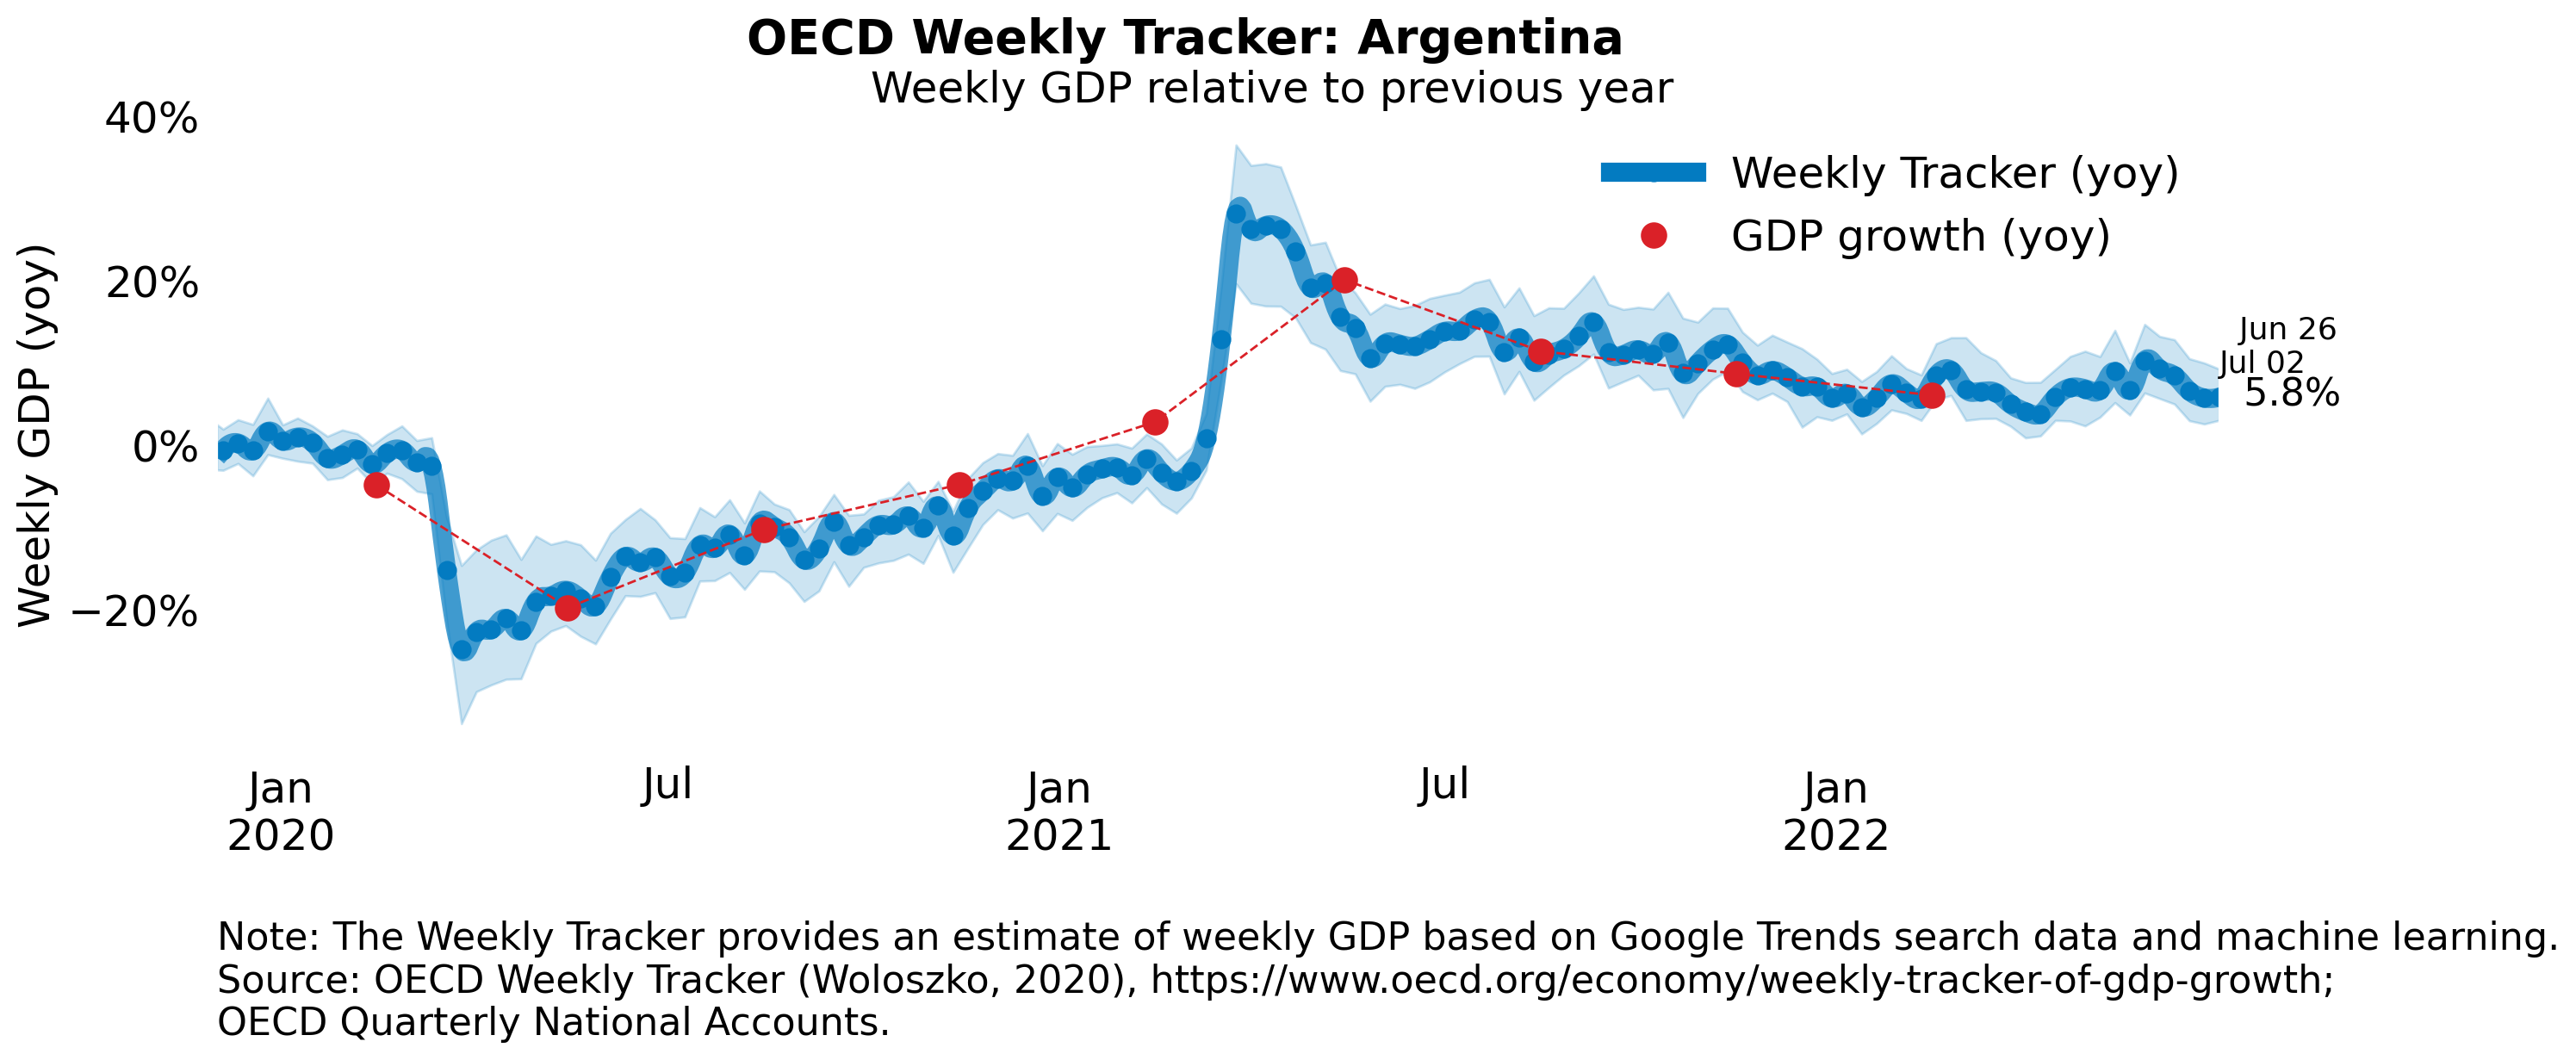 OECD Weekly Tracker: Argentina
Weekly GDP relative to previous year
40%
20%
0%
−20%
Weekly GDP (yoy)
Weekly Tracker (yoy)
GDP growth (yoy)
Jun 26
Jul 02
5.8%
Jan
2020
Jul
Jan
2021
Jul
Jan
2022
Note: The Weekly Tracker provides an estimate of weekly GDP based on Google Trends search data and machine learning.
Source: OECD Weekly Tracker (Woloszko, 2020), https://www.oecd.org/economy/weekly-tracker-of-gdp-growth;
OECD Quarterly National Accounts.